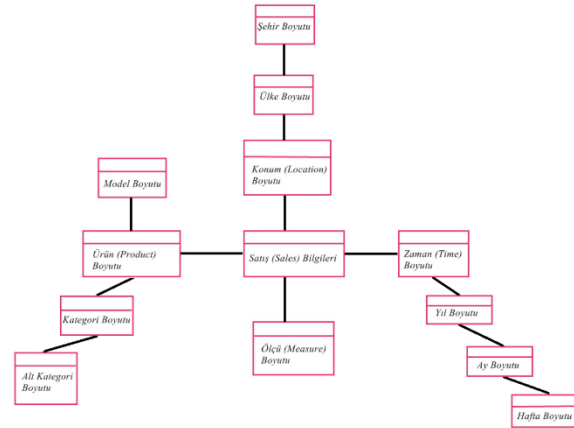 Şehir Boyutu
Ülke Boyutu
Konum (Location)
Boyutu
Model Boyutu
Ürün (Product)
Boyutu
Satış (Sales) Bilgileri
Zaman (Time)
Boyutu
Kategori Boyutu
Yıl Boyutu
Ölçü (Measure)
Boyutu
Alt Kategori
Boyutu
Ay Boyutu
Hafta Boyutu